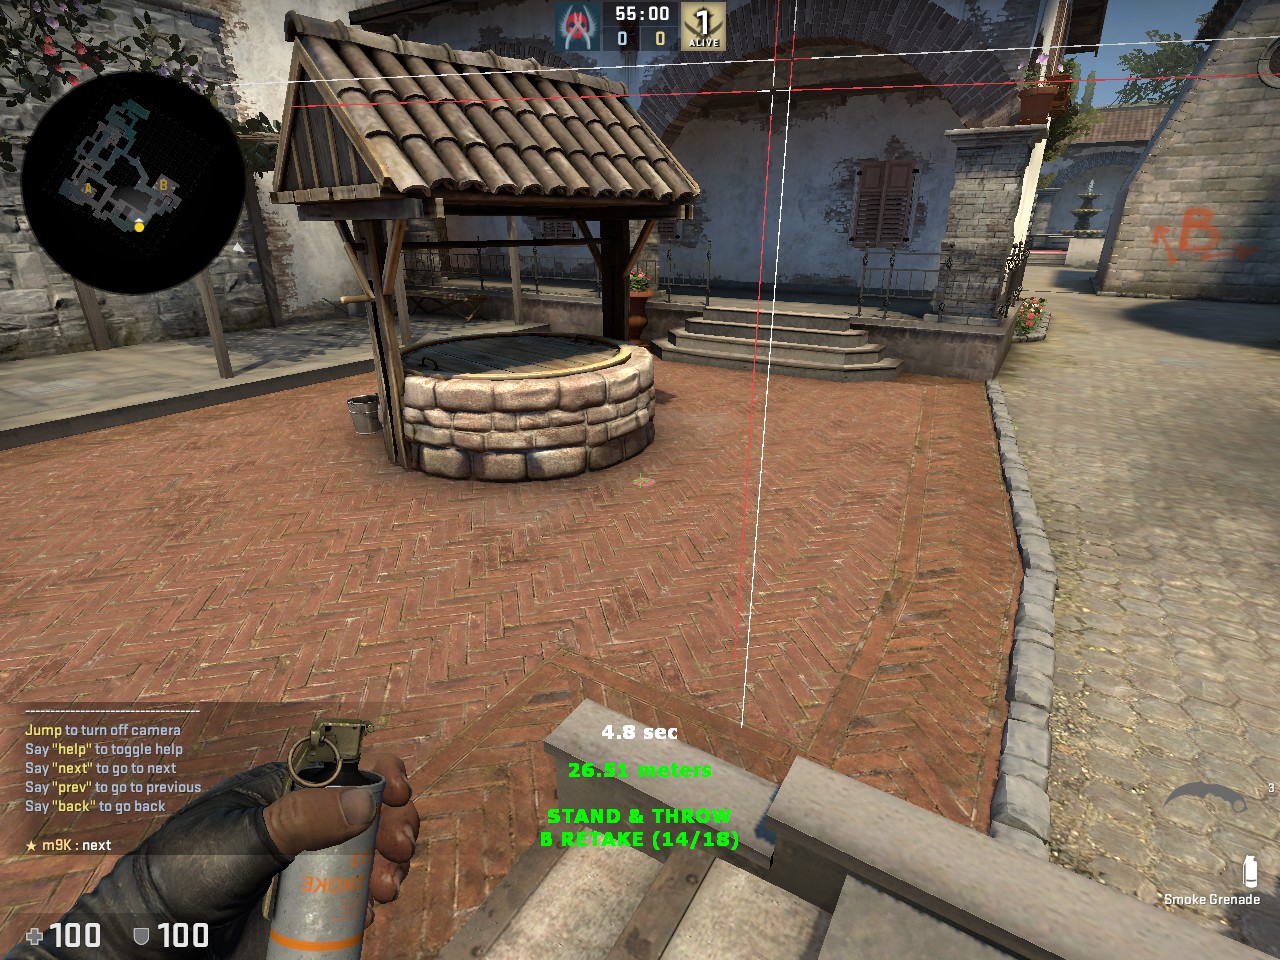 55:00
0 0
1
ALIVE
A
B
B
Jump to turn off camera
Say "help" to toggle help
Say "next" to go to next
Say "prev" to go to previous
Say "back" to go back
★ m9K : next
4.8 sec
26.51 meters
STAND & THROW
B RETAKE (14/18)
SMOKE
3
Smoke Grenade
100 100